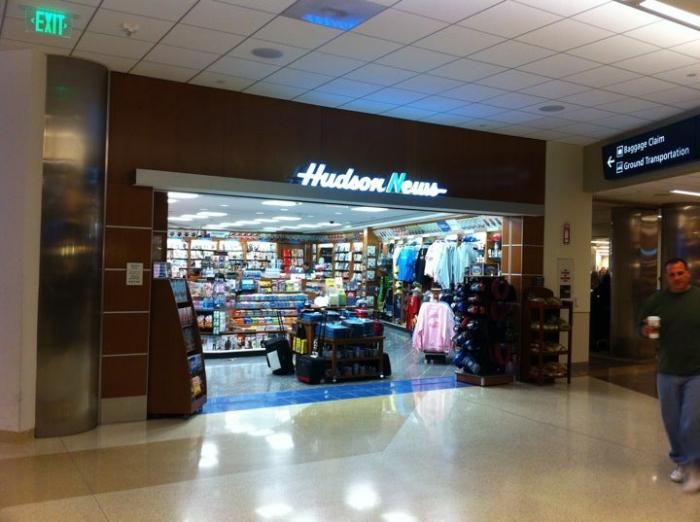 EXIT
Hudson News
Baggage Claim
Ground Transportation